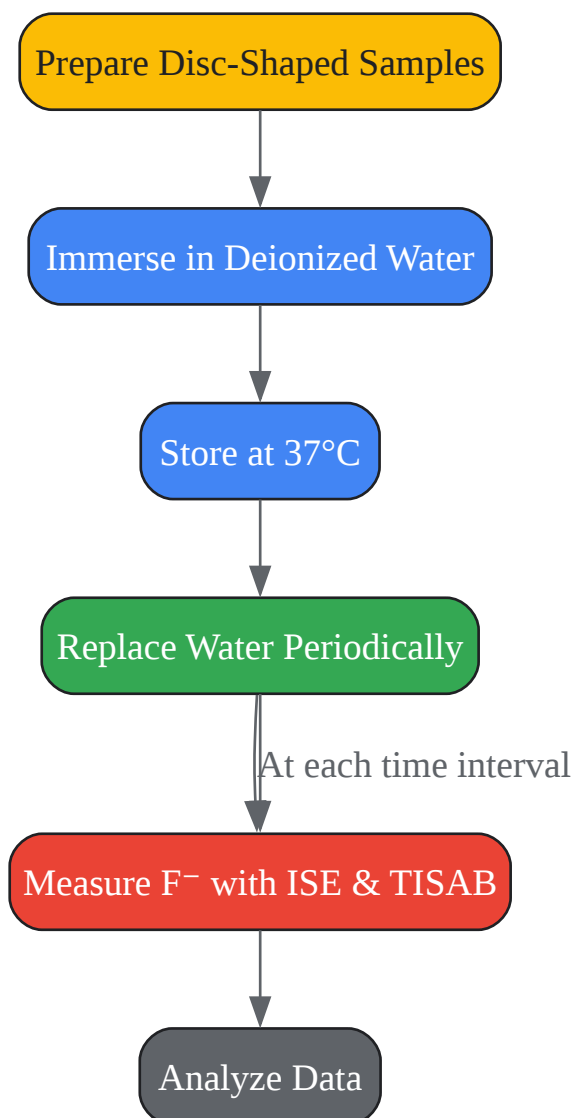 Prepare Disc-Shaped Samples
Immerse in Deionized Water
Store at 37°C
Replace Water Periodically
At each time interval
Measure F⁻ with ISE & TISAB
Analyze Data